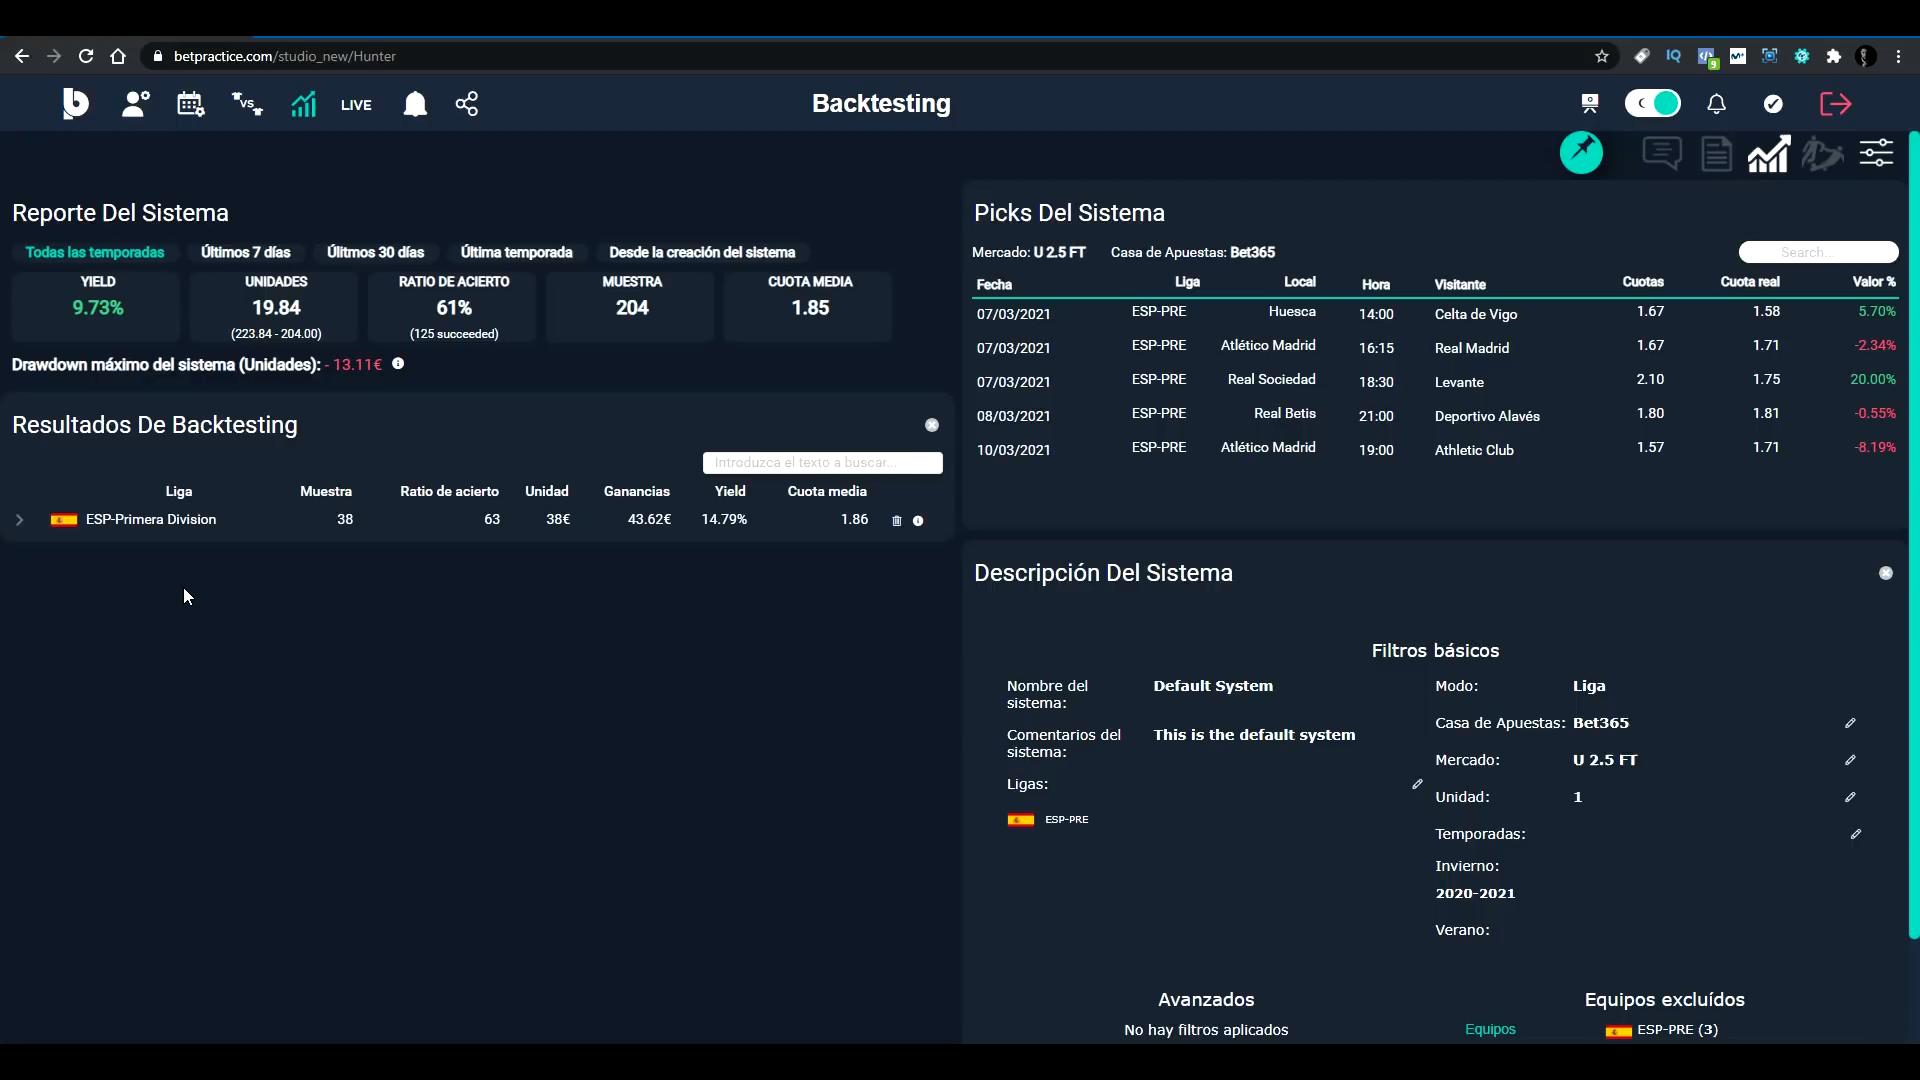 betpractice.com/studio_new/Hunter
IQ
9
b
VS
LIVE
Backtesting
Reporte Del Sistema
Todas las temporadas Últimos 7 días Úlitmos 30 días Última temporada Desde la creación del sistema
YIELD UNIDADES RATIO DE ACIERTO MUESTRA CUOTA MEDIA
9.73% 19.84 61% 204 1.85
(223.84 - 204.00) (125 succeeded)
Drawdown máximo del sistema (Unidades): - 13.11€
Resultados De Backtesting
Introduzca el texto a buscar...
Liga Muestra Ratio de acierto Unidad Ganancias Yield Cuota media
ESP-Primera Division 38 63 38€ 43.62€ 14.79% 1.86
Picks Del Sistema
Mercado: U 2.5 FT Casa de Apuestas: Bet365 Search...
Fecha Liga Local Hora Visitante Cuotas Cuota real Valor %
07/03/2021 ESP-PRE Huesca 14:00 Celta de Vigo 1.67 1.58 5.70%
07/03/2021 ESP-PRE Atlético Madrid 16:15 Real Madrid 1.67 1.71 -2.34%
07/03/2021 ESP-PRE Real Sociedad 18:30 Levante 2.10 1.75 20.00%
08/03/2021 ESP-PRE Real Betis 21:00 Deportivo Alavés 1.80 1.81 -0.55%
10/03/2021 ESP-PRE Atlético Madrid 19:00 Athletic Club 1.57 1.71 -8.19%
Descripción Del Sistema
Filtros básicos
Nombre del sistema: Default System
Comentarios del sistema: This is the default system
Ligas:
ESP-PRE
Modo: Liga
Casa de Apuestas: Bet365
Mercado: U 2.5 FT
Unidad: 1
Temporadas:
Invierno:
2020-2021
Verano:
Avanzados
No hay filtros aplicados
Equipos excluídos
Equipos ESP-PRE (3)